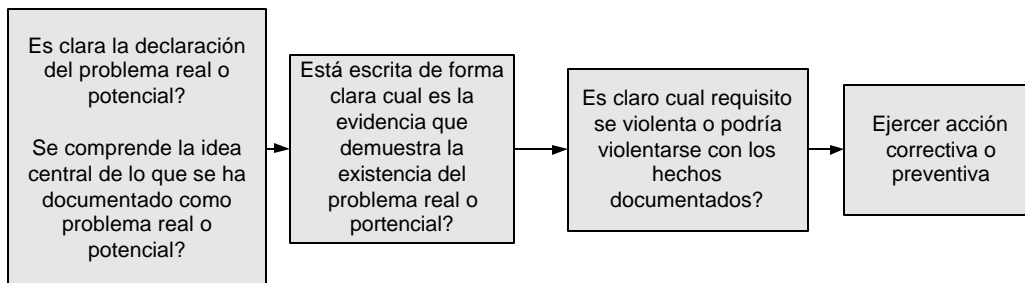 Es clara la declaración
del problema real o
potencial?
Se comprende la idea
central de lo que se ha
documentado como
problema real o
potencial?
Está escrita de forma
clara cual es la
evidencia que
demuestra la
existencia del
problema real o
portencial?
Es claro cual requisito
se violenta o podría
violentarse con los
hechos
documentados?
Ejercer acción
correctiva o
preventiva